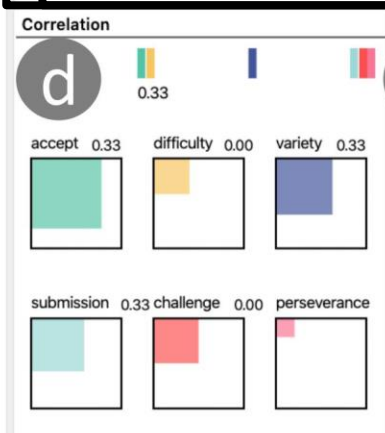 Correlation
d
0.33
accept 0.33 difficulty 0.00 variety 0.33
submission 0.33 challenge 0.00 perseverance